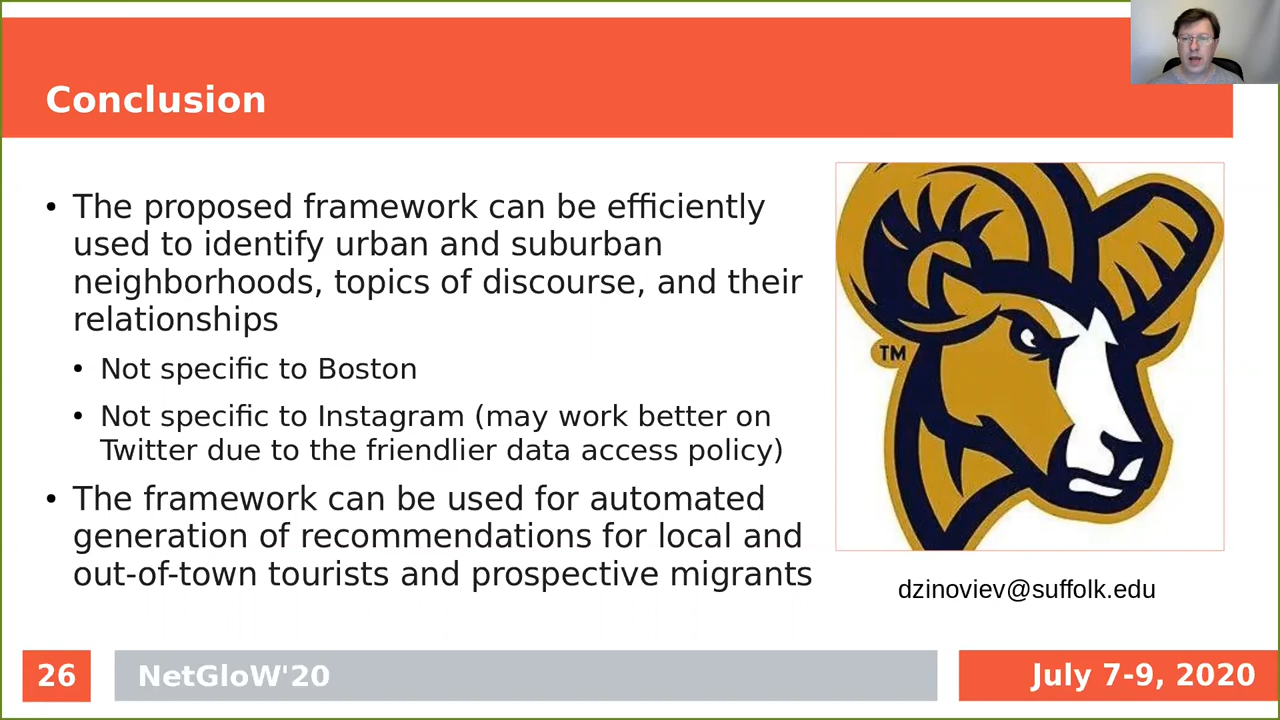 Conclusion
• The proposed framework can be efficiently
used to identify urban and suburban
neighborhoods, topics of discourse, and their
relationships
• Not specific to Boston
• Not specific to Instagram (may work better on
Twitter due to the friendlier data access policy)
• The framework can be used for automated
generation of recommendations for local and
out-of-town tourists and prospective migrants
TM
dzinoviev@suffolk.edu
26
NetGloW'20
July 7-9, 2020